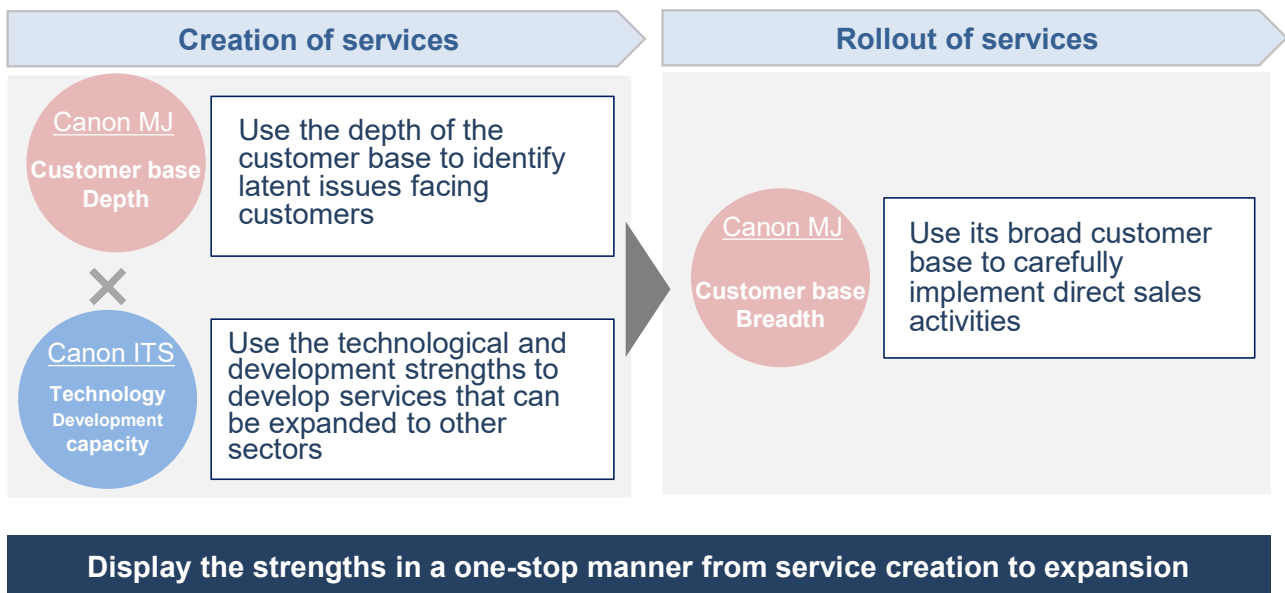 Creation of services
Rollout of services
Canon MJ
Customer base
Depth
Use the depth of the
customer base to identify
latent issues facing
customers
Canon ITS
Technology
Development
capacity
Use the technological and
development strengths to
develop services that can
be expanded to other
sectors
Canon MJ
Customer base
Breadth
Use its broad customer
base to carefully
implement direct sales
activities
Display the strengths in a one-stop manner from service creation to expansion